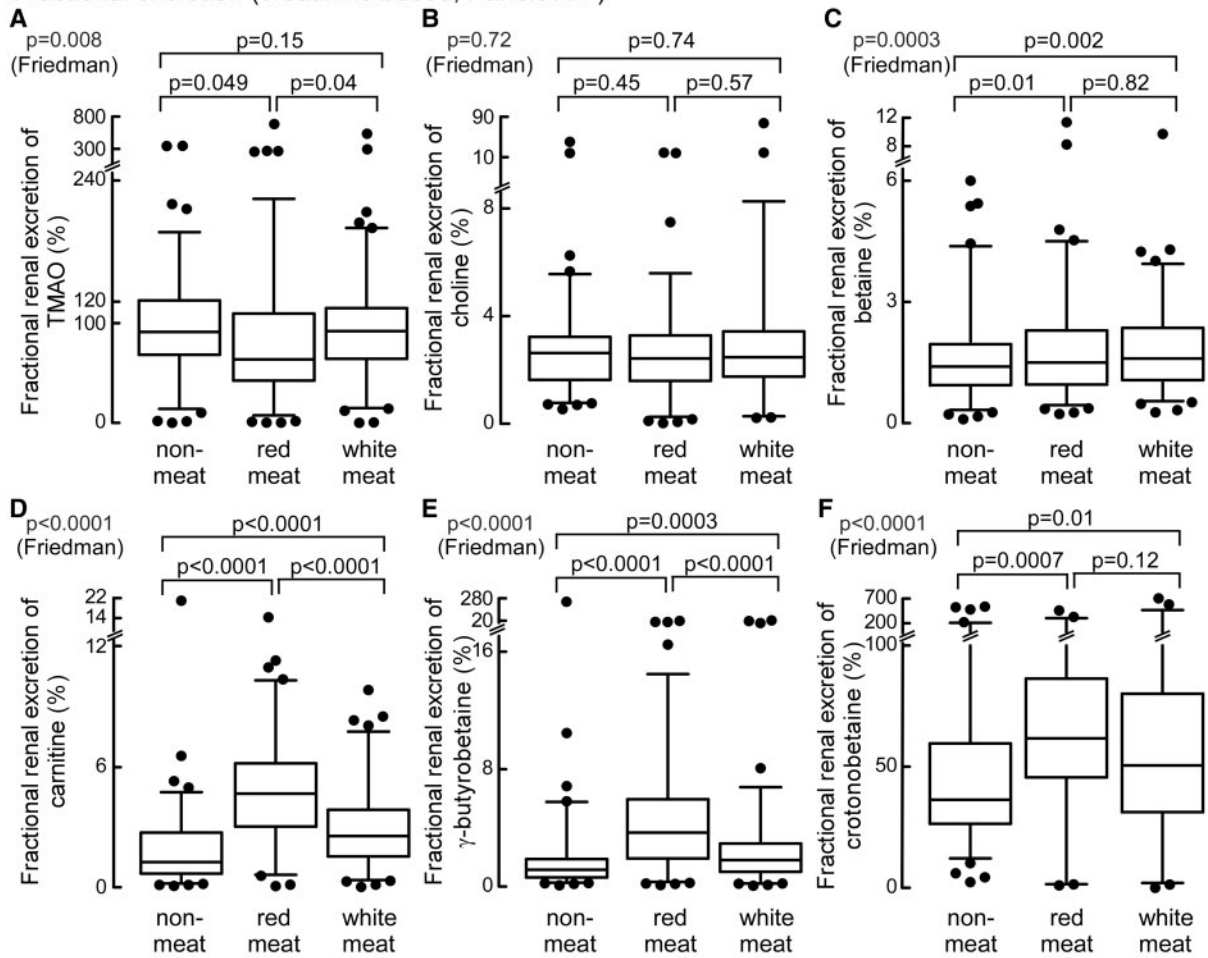 A
p=0.008
(Friedman)
p=0.15
p=0.049
p=0.04
Fractional renal excretion of
TMAO (%)
800
300
240
120
100
0
non-
meat
red
meat
white
meat
B
p=0.72
(Friedman)
p=0.74
p=0.45
p=0.57
Fractional renal excretion of
choline (%)
90
10
8
4
0
non-
meat
red
meat
white
meat
C
p=0.0003
(Friedman)
p=0.002
p=0.01
p=0.82
Fractional renal excretion of
betaine (%)
12
8
6
3
0
non-
meat
red
meat
white
meat
D
p<0.0001
(Friedman)
p<0.0001
p<0.0001
p<0.0001
Fractional renal excretion of
carnitine (%)
22
14
12
6
0
non-
meat
red
meat
white
meat
E
p<0.0001
(Friedman)
p=0.0003
p<0.0001
p<0.0001
Fractional renal excretion of
γ-butyrobetaine (%)
280
20
16
8
0
non-
meat
red
meat
white
meat
F
p<0.0001
(Friedman)
p=0.01
p=0.0007
p=0.12
Fractional renal excretion of
crotonobetaine (%)
700
200
100
50
0
non-
meat
red
meat
white
meat